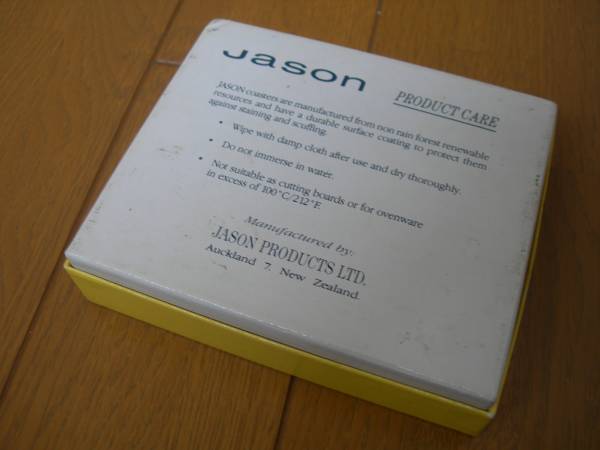 Jason
PRODUCT CARE
JASON coasters are manufactured from non rain forest renewable
resources and have a durable surface coating to protect them
against staining and scuffing.
• Wipe with damp cloth after use and dry thoroughly.
• Do not immerse in water.
• Not suitable as cutting boards or for ovenware
in excess of 100°C/212°F.
Manufactured by:
JASON PRODUCTS LTD.
Auckland 7, New Zealand.